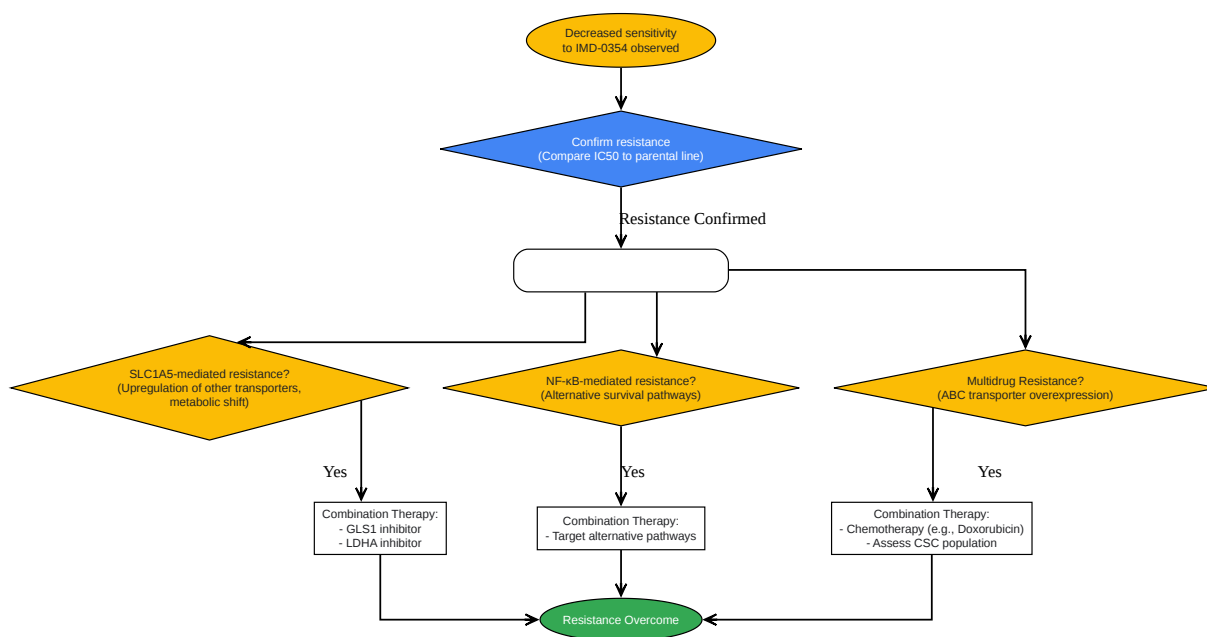 Decreased sensitivity
to IMD-0354 observed
Confirm resistance
(Compare IC50 to parental line)
Resistance Confirmed
SLC1A5-mediated resistance?
(Upregulation of other transporters,
metabolic shift)
NF-κB-mediated resistance?
(Alternative survival pathways)
Multidrug Resistance?
(ABC transporter overexpression)
Yes
Yes
Yes
Combination Therapy:
- GLS1 inhibitor
- LDHA inhibitor
Combination Therapy:
- Target alternative pathways
Combination Therapy:
- Chemotherapy (e.g., Doxorubicin)
- Assess CSC population
Resistance Overcome